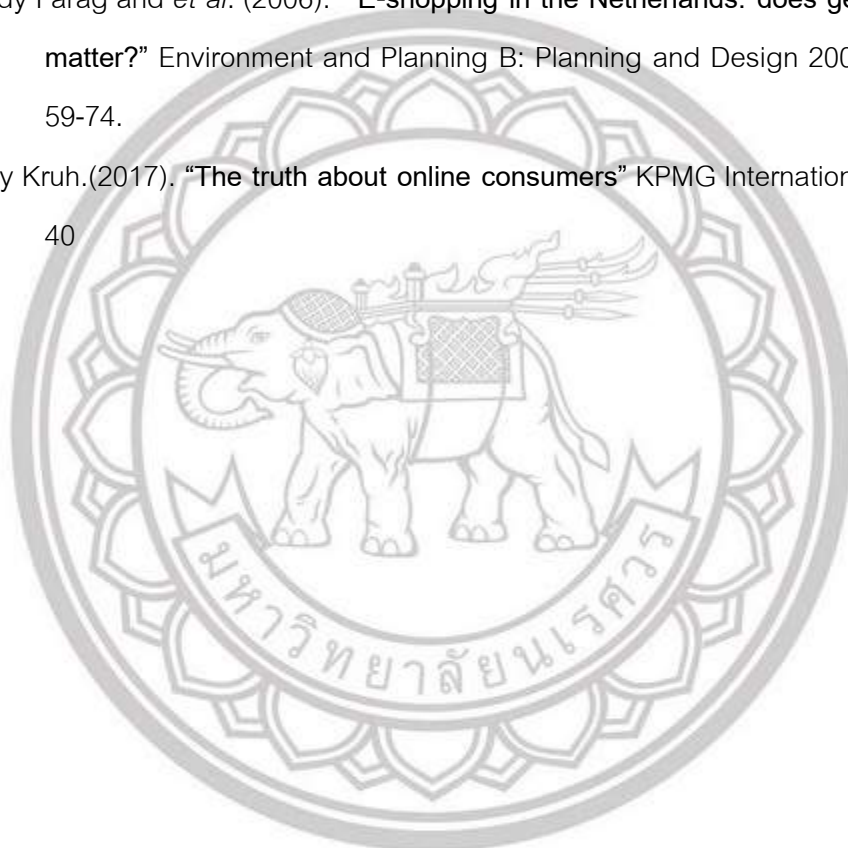 dy Farag and et al. (2006). "E-shopping in the Netherlands: does ge
matter?" Environment and Planning B: Planning and Design 200
59-74.
y Kruh.(2017). "The truth about online consumers" KPMG Internation
40
มหาวิทยาลัยนเรศวร